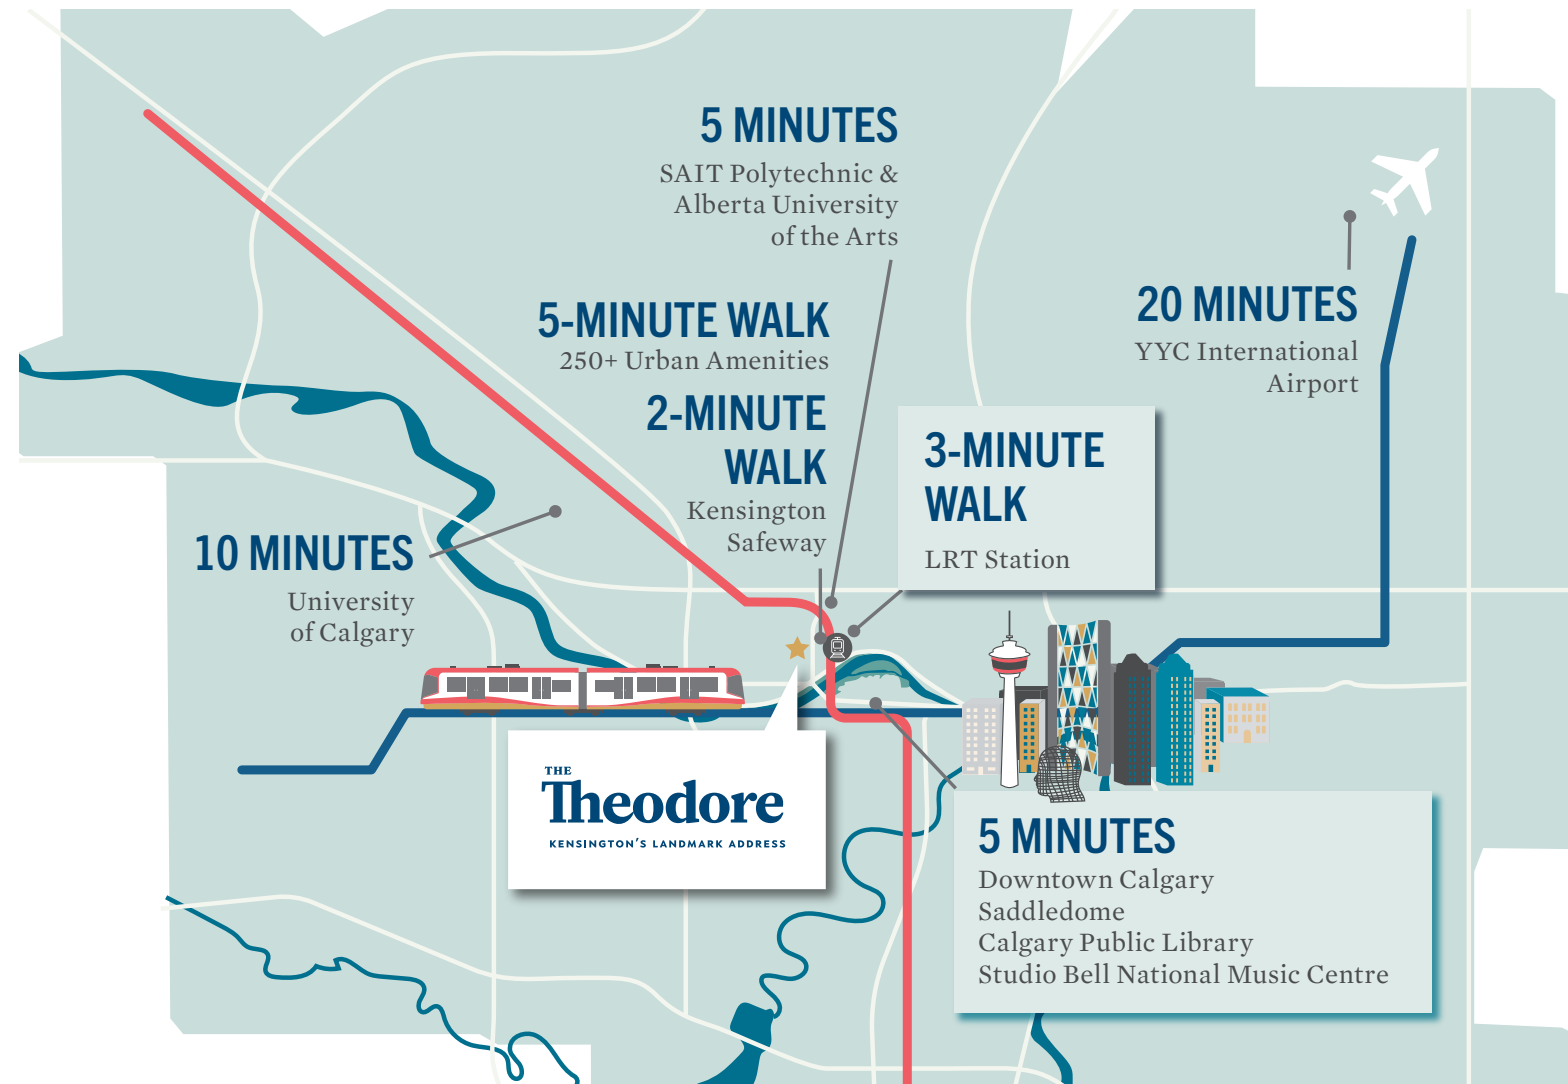 5 MINUTES
SAIT Polytechnic &
Alberta University
of the Arts
5-MINUTE WALK
250+ Urban Amenities
2-MINUTE
WALK
Kensington
Safeway
20 MINUTES
YYC International
Airport
3-MINUTE
WALK
LRT Station
10 MINUTES
University
of Calgary
THE
Theodore
KENSINGTON'S LANDMARK ADDRESS
5 MINUTES
Downtown Calgary
Saddledome
Calgary Public Library
Studio Bell National Music Centre